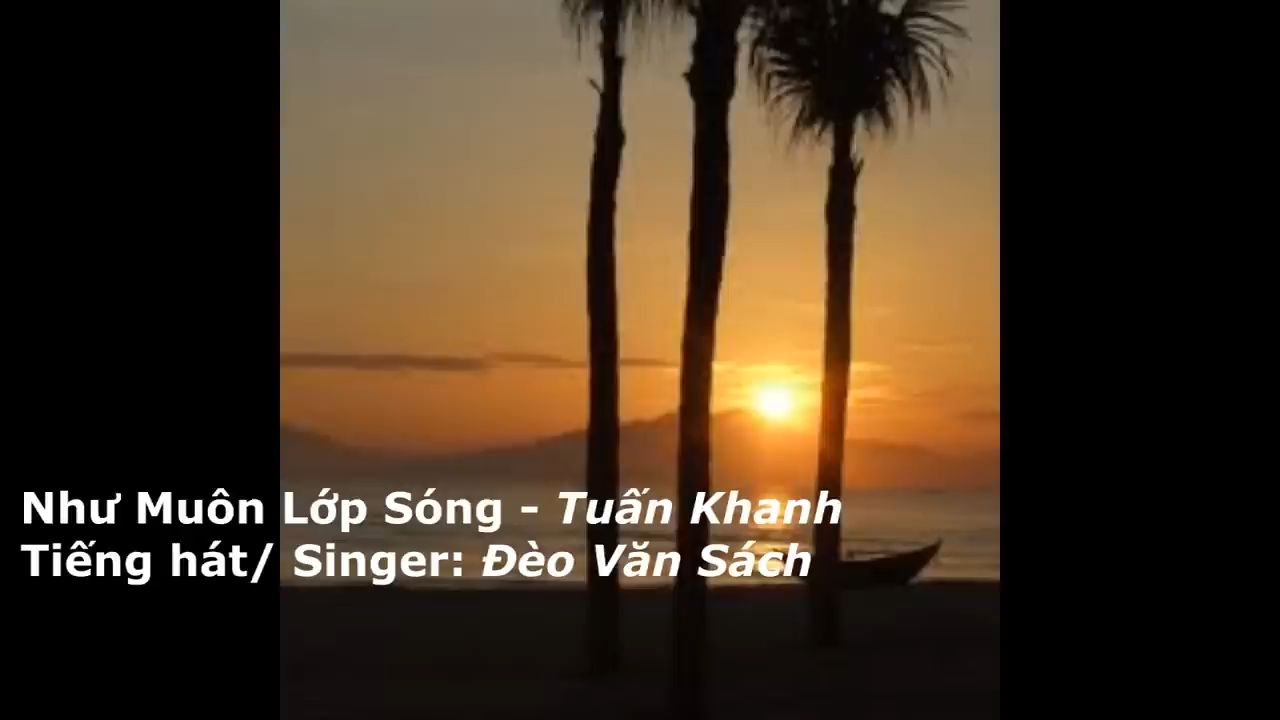 Như Muôn Lớp Sóng - Tuấn Khanh
Tiếng hát/ Singer: Đèo Văn Sách